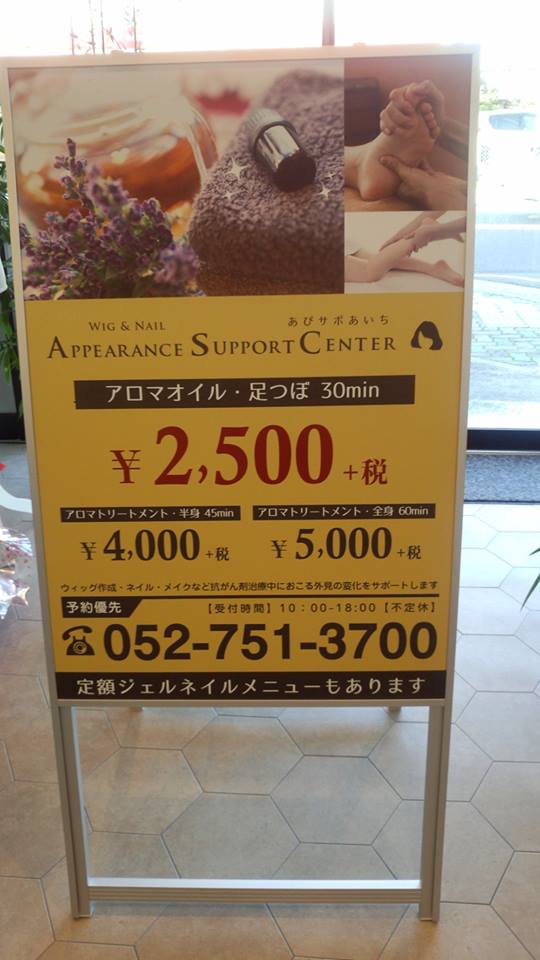 WIG & NAIL
あぴサポあいち
APPEARANCE SUPPORT CENTER
アロマオイル・足つぼ 30min
¥2,500+税
アロマトリートメント・半身 45min
¥4,000+税
アロマトリートメント・全身 60min
¥5,000+税
ウィッグ作成・ネイル・メイクなど抗がん剤治療中におこる外見の変化をサポートします
予約優先
【受付時間】10：00-18:00【不定休】
052-751-3700
定額ジェルネイルメニューもあります